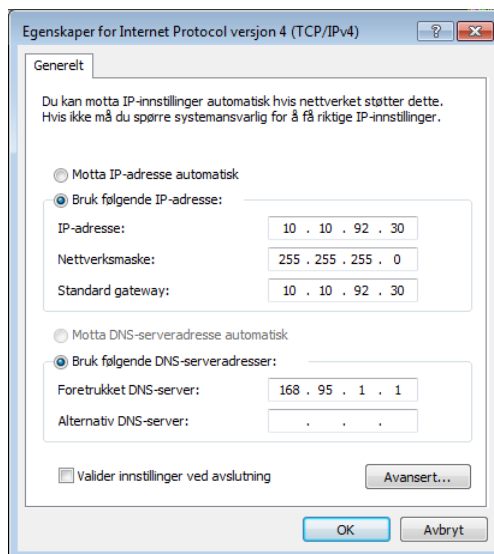 Egenskaper for Internet Protocol versjon 4 (TCP/IPv4)
Generelt
Du kan motta IP-innstillinger automatisk hvis nettverket støtter dette.
Hvis ikke må du spørre systemansvarlig for å få riktige IP-innstillinger.
Motta IP-adresse automatisk
Bruk følgende IP-adresse:
IP-adresse: 10 . 10 . 92 . 30
Nettverksmaske: 255 . 255 . 255 . 0
Standard gateway: 10 . 10 . 92 . 30
Motta DNS-serveradresse automatisk
Bruk følgende DNS-serveradresser:
Foretrukket DNS-server: 168 . 95 . 1 . 1
Alternativ DNS-server: . . .
Valider innstillinger ved avslutning Avansert...
OK Avbryt